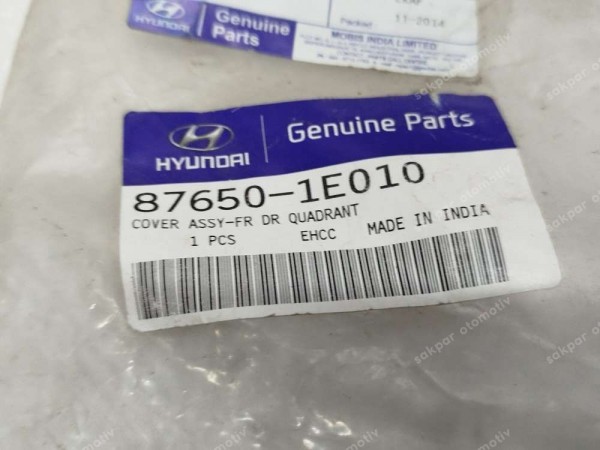 Genuine
Parts
Packed 11-2014
MOBIS INDIA LIMITED
HYUNDAI
Genuine Parts
87650-1E010
COVER ASSY-FR DR QUADRANT
1 PCS EHCC MADE IN INDIA
sakpar otomotiv